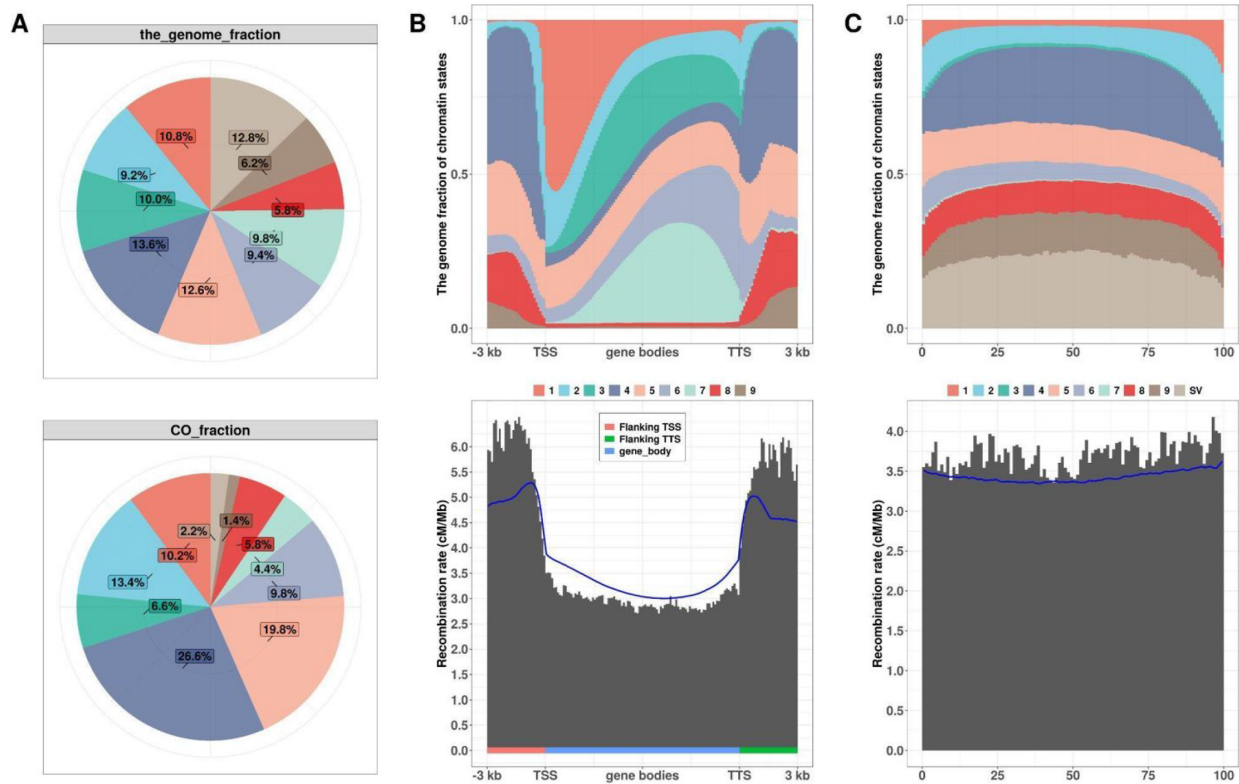 A
the_genome_fraction
10.8%
12.8%
6.2%
9.2%
10.0%
5.8%
9.8%
13.6%
9.4%
12.6%
CO_fraction
2.2%
1.4%
10.2%
5.8%
13.4%
4.4%
9.8%
6.6%
19.8%
26.6%
B
The genome fraction of chromatin states
1.0
0.5
0.0
-3 kb TSS gene bodies TTS 3 kb
1 2 3 4 5 6 7 8 9
Recombination rate (cM/Mb)
6.0
5.5
5.0
4.5
4.0
3.5
3.0
2.5
2.0
1.5
1.0
0.5
0.0
Flanking TSS
Flanking TTS
gene_body
-3 kb TSS gene bodies TTS 3 kb
C
The genome fraction of chromatin states
1.0
0.5
0.0
0 25 50 75 100
1 2 3 4 5 6 7 8 9 SV
Recombination rate (cM/Mb)
4.0
3.5
3.0
2.5
2.0
1.5
1.0
0.5
0.0
0 25 50 75 100